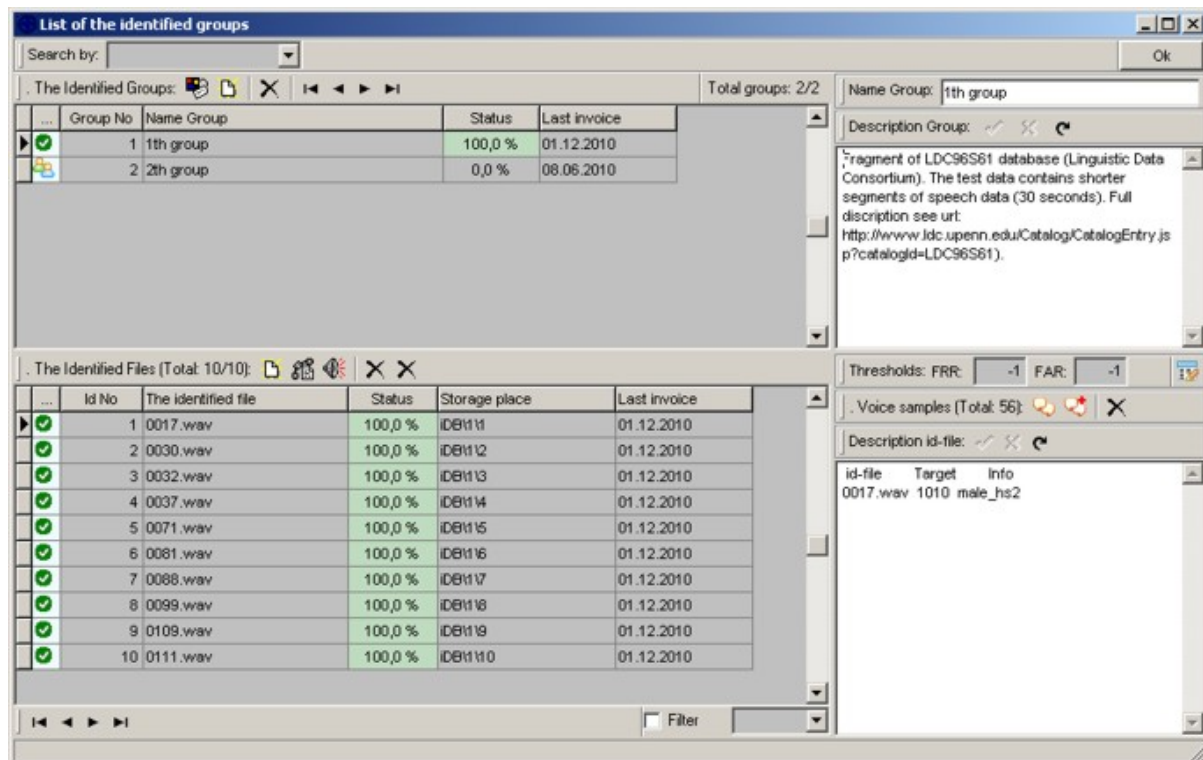 List of the identified groups
Search by:
Ok
. The Identified Groups:
Total groups: 2/2
... Group No Name Group Status Last invoice
1 1th group 100,0 % 01.12.2010
2 2th group 0,0 % 08.06.2010
Name Group: 1th group
Description Group:
Fragment of LDC96S61 database (Linguistic Data
Consortium). The test data contains shorter
segments of speech data (30 seconds). Full
discription see url:
http://www.ldc.upenn.edu/Catalog/CatalogEntry.js
p?catalogId=LDC96S61).
. The Identified Files (Total: 10/10):
... Id No The identified file Status Storage place Last invoice
1 0017.wav 100,0 % iDB\1\1 01.12.2010
2 0030.wav 100,0 % iDB\1\2 01.12.2010
3 0032.wav 100,0 % iDB\1\3 01.12.2010
4 0037.wav 100,0 % iDB\1\4 01.12.2010
5 0071.wav 100,0 % iDB\1\5 01.12.2010
6 0081.wav 100,0 % iDB\1\6 01.12.2010
7 0088.wav 100,0 % iDB\1\7 01.12.2010
8 0099.wav 100,0 % iDB\1\8 01.12.2010
9 0109.wav 100,0 % iDB\1\9 01.12.2010
10 0111.wav 100,0 % iDB\1\10 01.12.2010
Filter
Thresholds: FRR: -1 FAR: -1
. Voice samples (Total: 56):
Description id-file:
id-file Target Info
0017.wav 1010 male_hs2